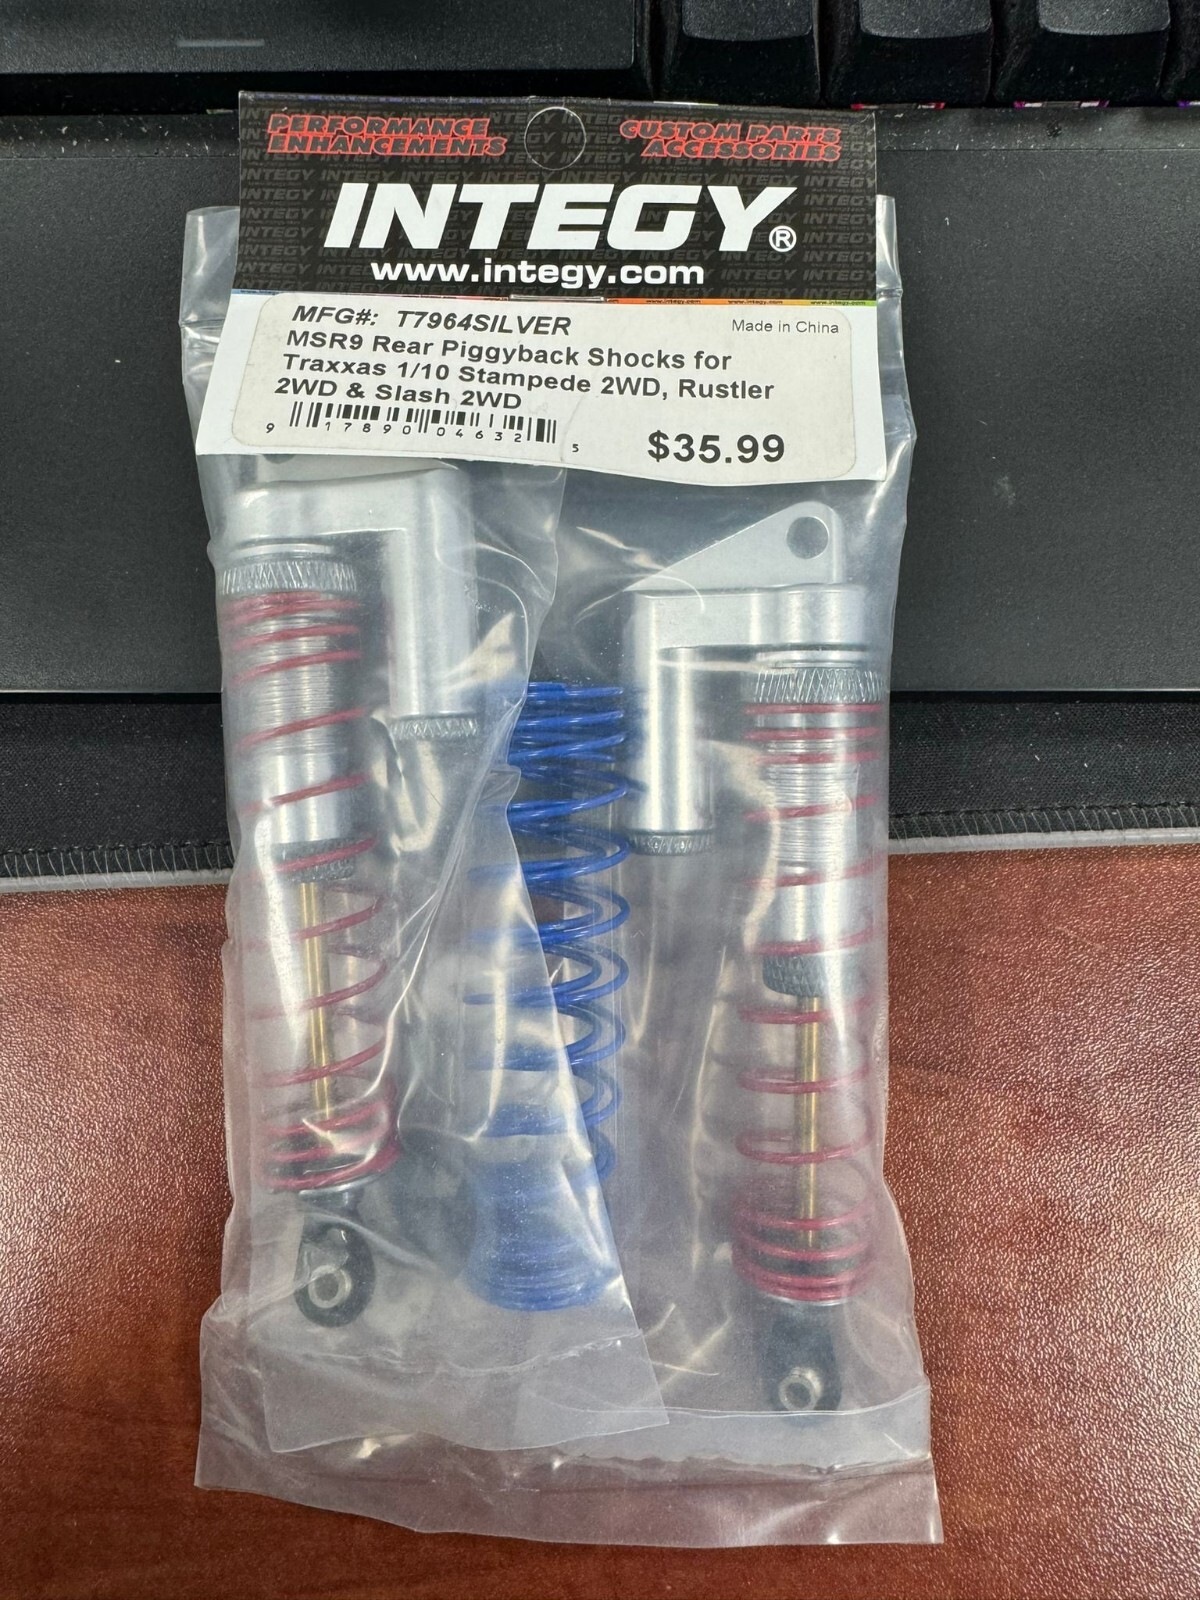 PERFORMANCE ENHANCEMENTS
CUSTOM PARTS ACCESSORIES
INTEGY®
www.integy.com
MFG#: T7964SILVER
Made in China
MSR9 Rear Piggyback Shocks for
Traxxas 1/10 Stampede 2WD, Rustler
2WD & Slash 2WD
9 17890 04632 5
$35.99